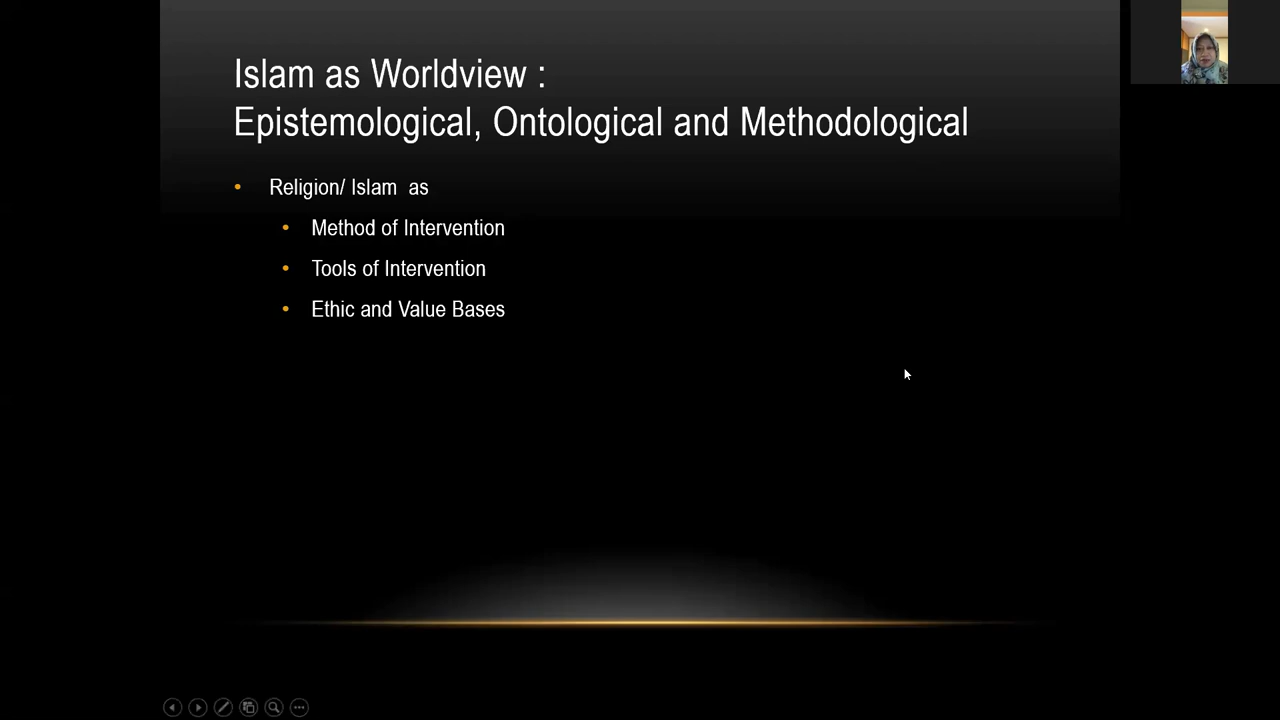 Islam as Worldview :
Epistemological, Ontological and Methodological
Religion/ Islam as
Method of Intervention
Tools of Intervention
Ethic and Value Bases